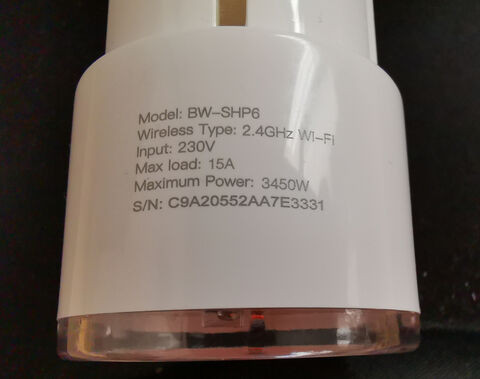 Model: BW-SHP6
Wireless Type: 2.4GHz WI-FI
Input: 230V
Max load: 15A
Maximum Power: 3450W
S/N: C9A20552AA7E3331